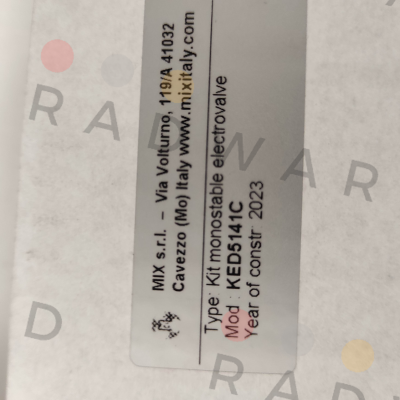 MIX s.r.l. – Via Volturno, 119/A 41032
Cavezzo (Mo) Italy www.mixitaly.com
Type: Kit monostable electrovalve
Mod : KED5141C
Year of constr 2023
RADWAR
D
RADWAR